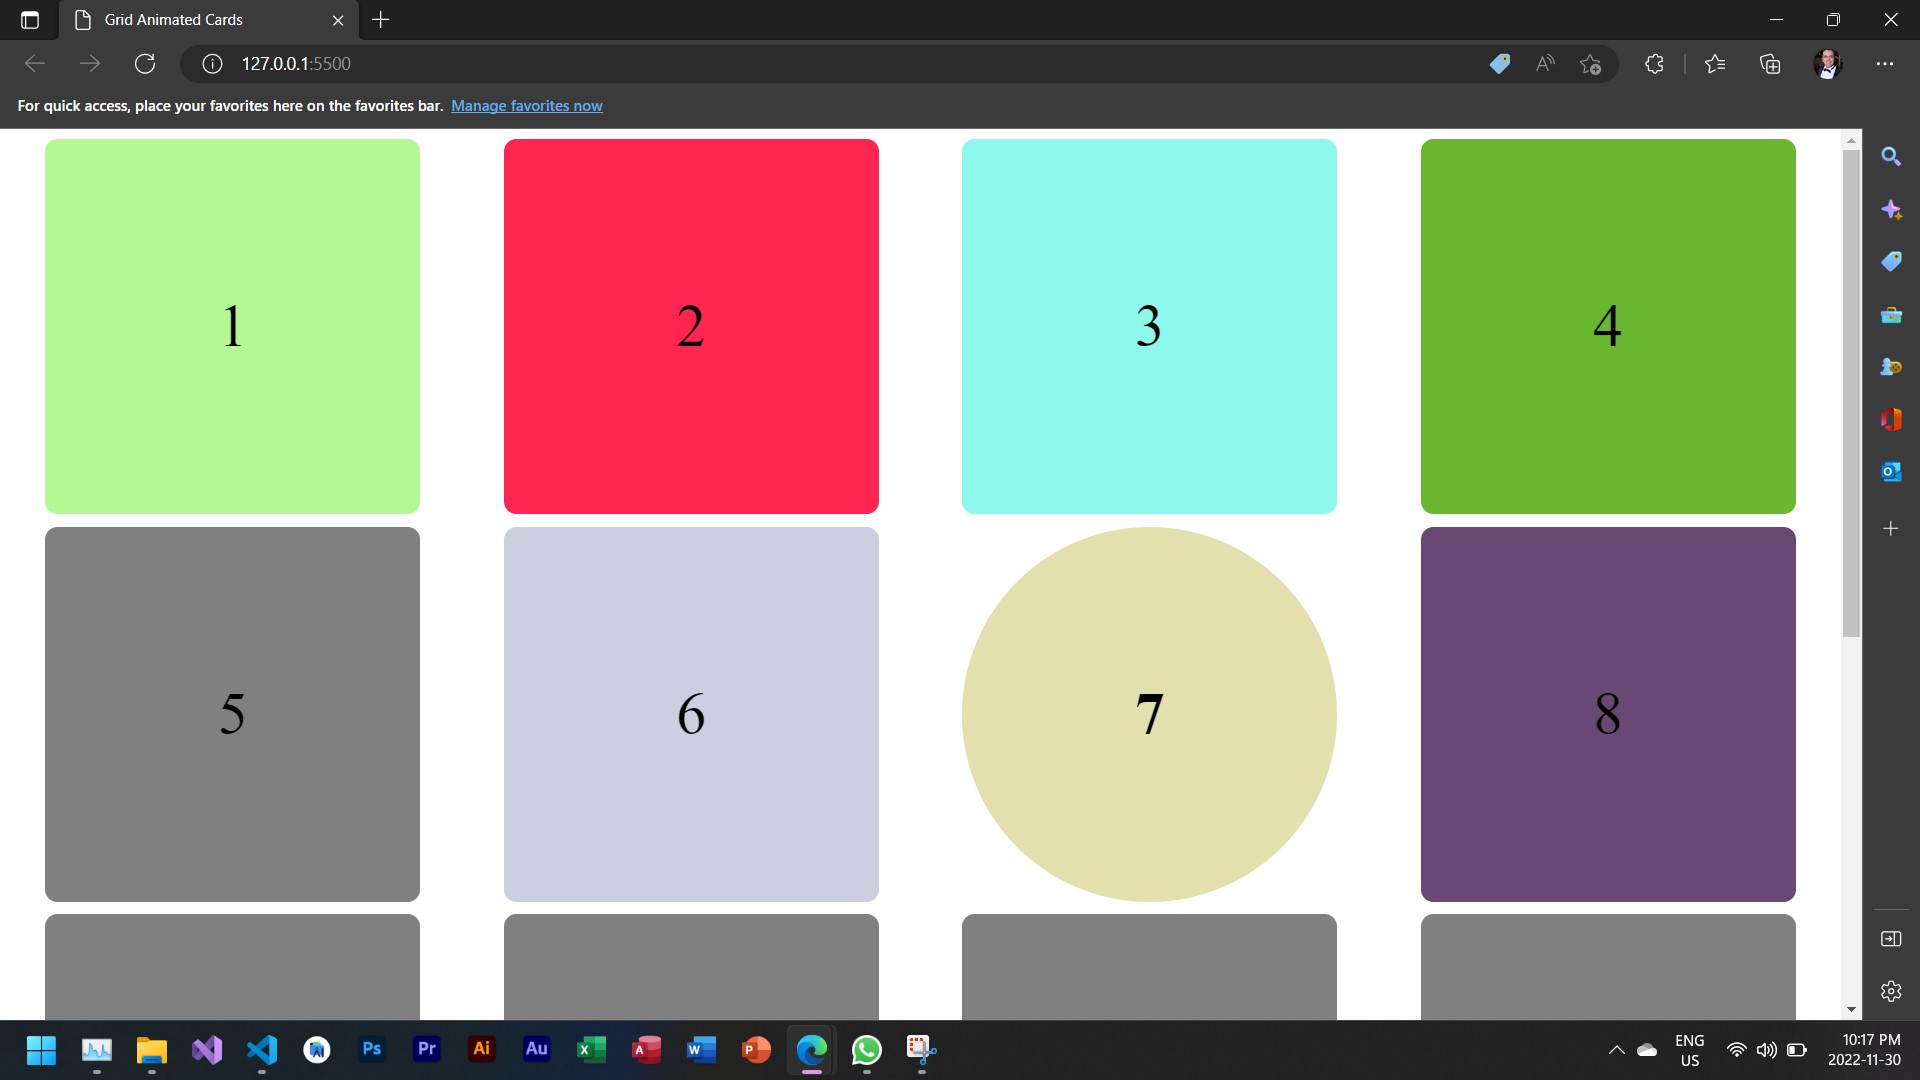 Grid Animated Cards
127.0.0.1:5500
For quick access, place your favorites here on the favorites bar. Manage favorites now
1 2 3 4
5 6 7 8
Ps Pr Ai Au X A W P
ENG
US
10:17 PM
2022-11-30